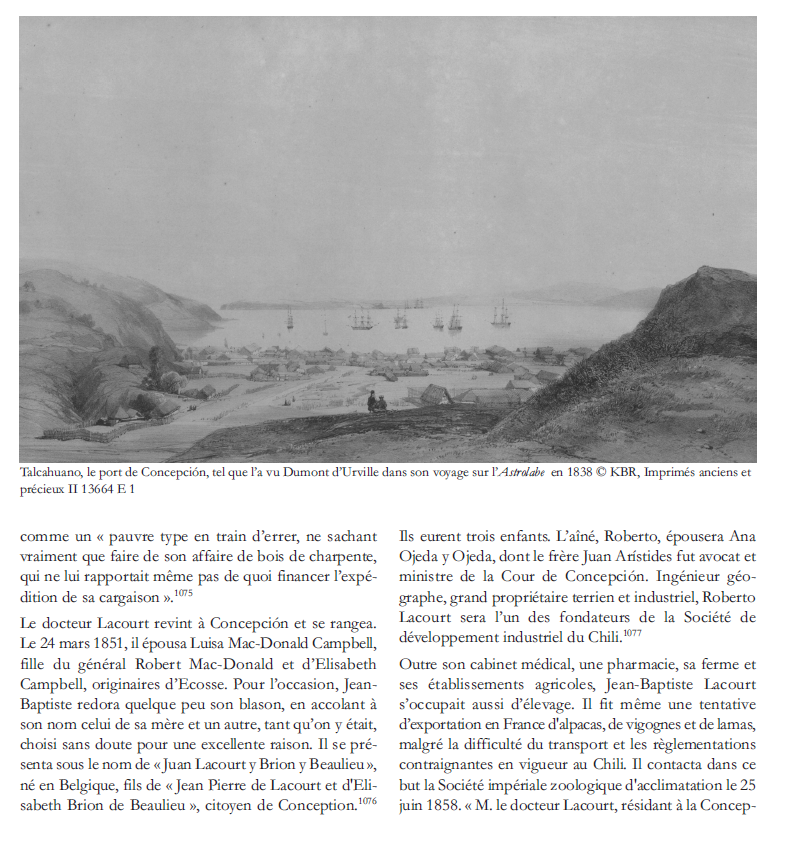 Talcahuano, le port de Concepción, tel que l'a vu Dumont d'Urville dans son voyage sur l'Astrolabe en 1838 © KBR, Imprimés anciens et
précieux II 13664 E 1
comme un « pauvre type en train d'errer, ne sachant
vraiment que faire de son affaire de bois de charpente,
qui ne lui rapportait même pas de quoi financer l'expé-
dition de sa cargaison ».1075
Le docteur Lacourt revint à Concepción et se rangea.
Le 24 mars 1851, il épousa Luisa Mac-Donald Campbell,
fille du général Robert Mac-Donald et d'Elisabeth
Campbell, originaires d'Ecosse. Pour l'occasion, Jean-
Baptiste redora quelque peu son blason, en accolant à
son nom celui de sa mère et un autre, tant qu'on y était,
choisi sans doute pour une excellente raison. Il se pré-
senta sous le nom de « Juan Lacourt y Brion y Beaulieu »,
né en Belgique, fils de « Jean Pierre de Lacourt et d'Eli-
sabeth Brion de Beaulieu », citoyen de Conception.1076
Ils eurent trois enfants. L'aîné, Roberto, épousera Ana
Ojeda y Ojeda, dont le frère Juan Arístides fut avocat et
ministre de la Cour de Concepción. Ingénieur géo-
graphe, grand propriétaire terrien et industriel, Roberto
Lacourt sera l'un des fondateurs de la Société de
développement industriel du Chili.1077
Outre son cabinet médical, une pharmacie, sa ferme et
ses établissements agricoles, Jean-Baptiste Lacourt
s'occupait aussi d'élevage. Il fit même une tentative
d'exportation en France d'alpacas, de vigognes et de lamas,
malgré la difficulté du transport et les règlementations
contraignantes en vigueur au Chili. Il contacta dans ce
but la Société impériale zoologique d'acclimatation le 25
juin 1858. « M. le docteur Lacourt, résidant à la Concep-